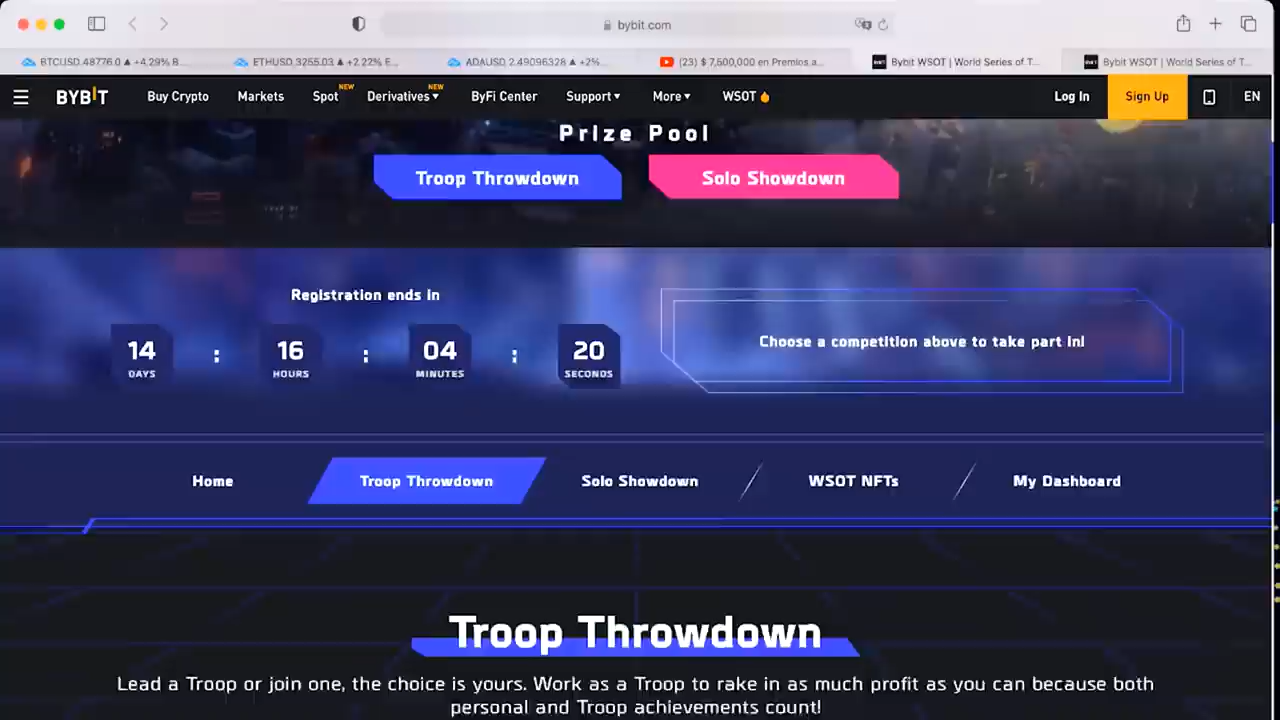 bybit.com
BTCUSD 48776.0 ▲ +4.29% B...
ETHUSD 3255.03 ▲ +2.22% E...
ADAUSD 2.49096328 ▲ +2%...
(23) $ 7,500,000 en Premios a...
Bybit WSOT | World Series of T...
Bybit WSOT | World Series of T...
BYBIT
Buy Crypto
Markets
Spot NEW
Derivatives NEW
ByFi Center
Support
More
WSOT
Log In
Sign Up
EN
Prize Pool
Troop Throwdown
Solo Showdown
Registration ends in
14 : 16 : 04 : 20
DAYS HOURS MINUTES SECONDS
Choose a competition above to take part in!
Home
Troop Throwdown
Solo Showdown
WSOT NFTs
My Dashboard
Troop Throwdown
Lead a Troop or join one, the choice is yours. Work as a Troop to rake in as much profit as you can because both
personal and Troop achievements count!